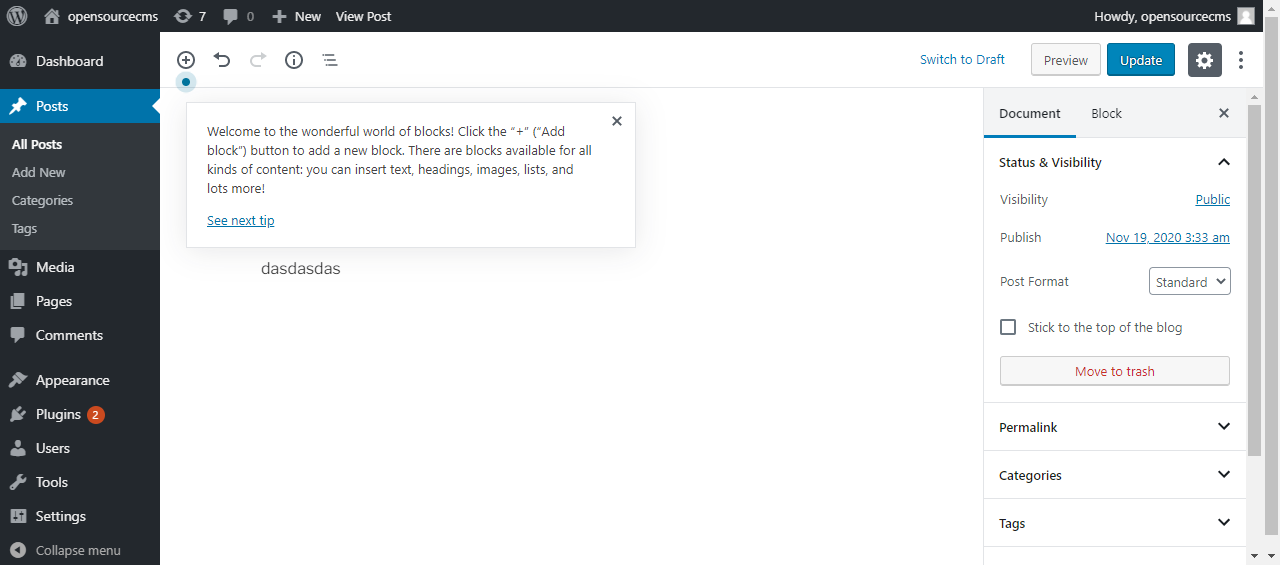 opensourcecms 7 0 New View Post Howdy, opensourcecms
Dashboard
Posts
All Posts
Add New
Categories
Tags
Media
Pages
Comments
Appearance
Plugins 2
Users
Tools
Settings
Collapse menu
Switch to Draft Preview Update
Welcome to the wonderful world of blocks! Click the “+” (“Add
block”) button to add a new block. There are blocks available for all
kinds of content: you can insert text, headings, images, lists, and
lots more!
See next tip
dasdasdas
Document Block
Status & Visibility
Visibility Public
Publish Nov 19, 2020 3:33 am
Post Format Standard
Stick to the top of the blog
Move to trash
Permalink
Categories
Tags